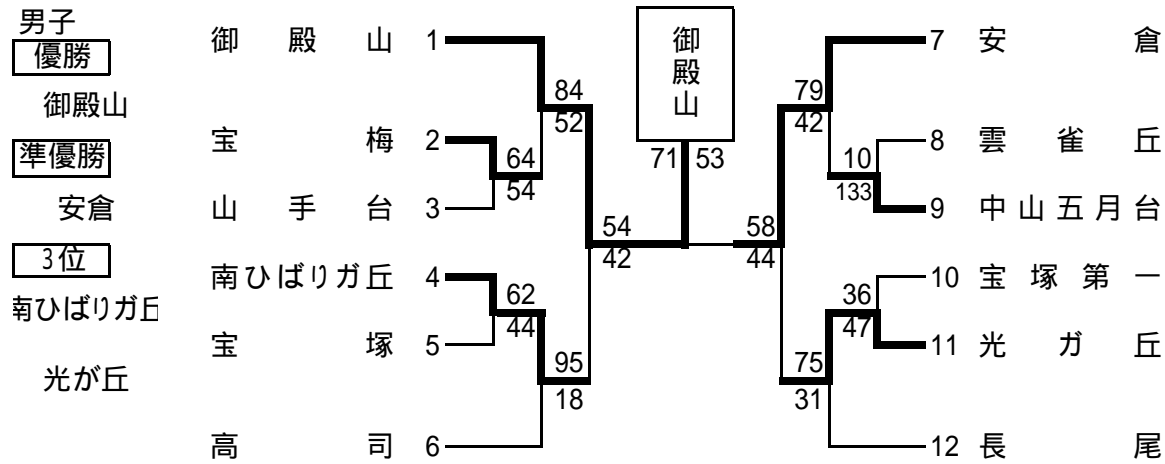 男子
優勝
御殿山
準優勝
安倉
3位
南ひばりガ丘
光が丘
御殿山 1
宝梅 2
山手台 3
南ひばりガ丘 4
宝塚 5
高司 6
84
52
64
54
54
42
62
44
95
18
御殿山
71 53
79
42
10
133
58
44
36
47
75
31
7 安倉
8 雲雀丘
9 中山五月台
10 宝塚第一
11 光ガ丘
12 長尾